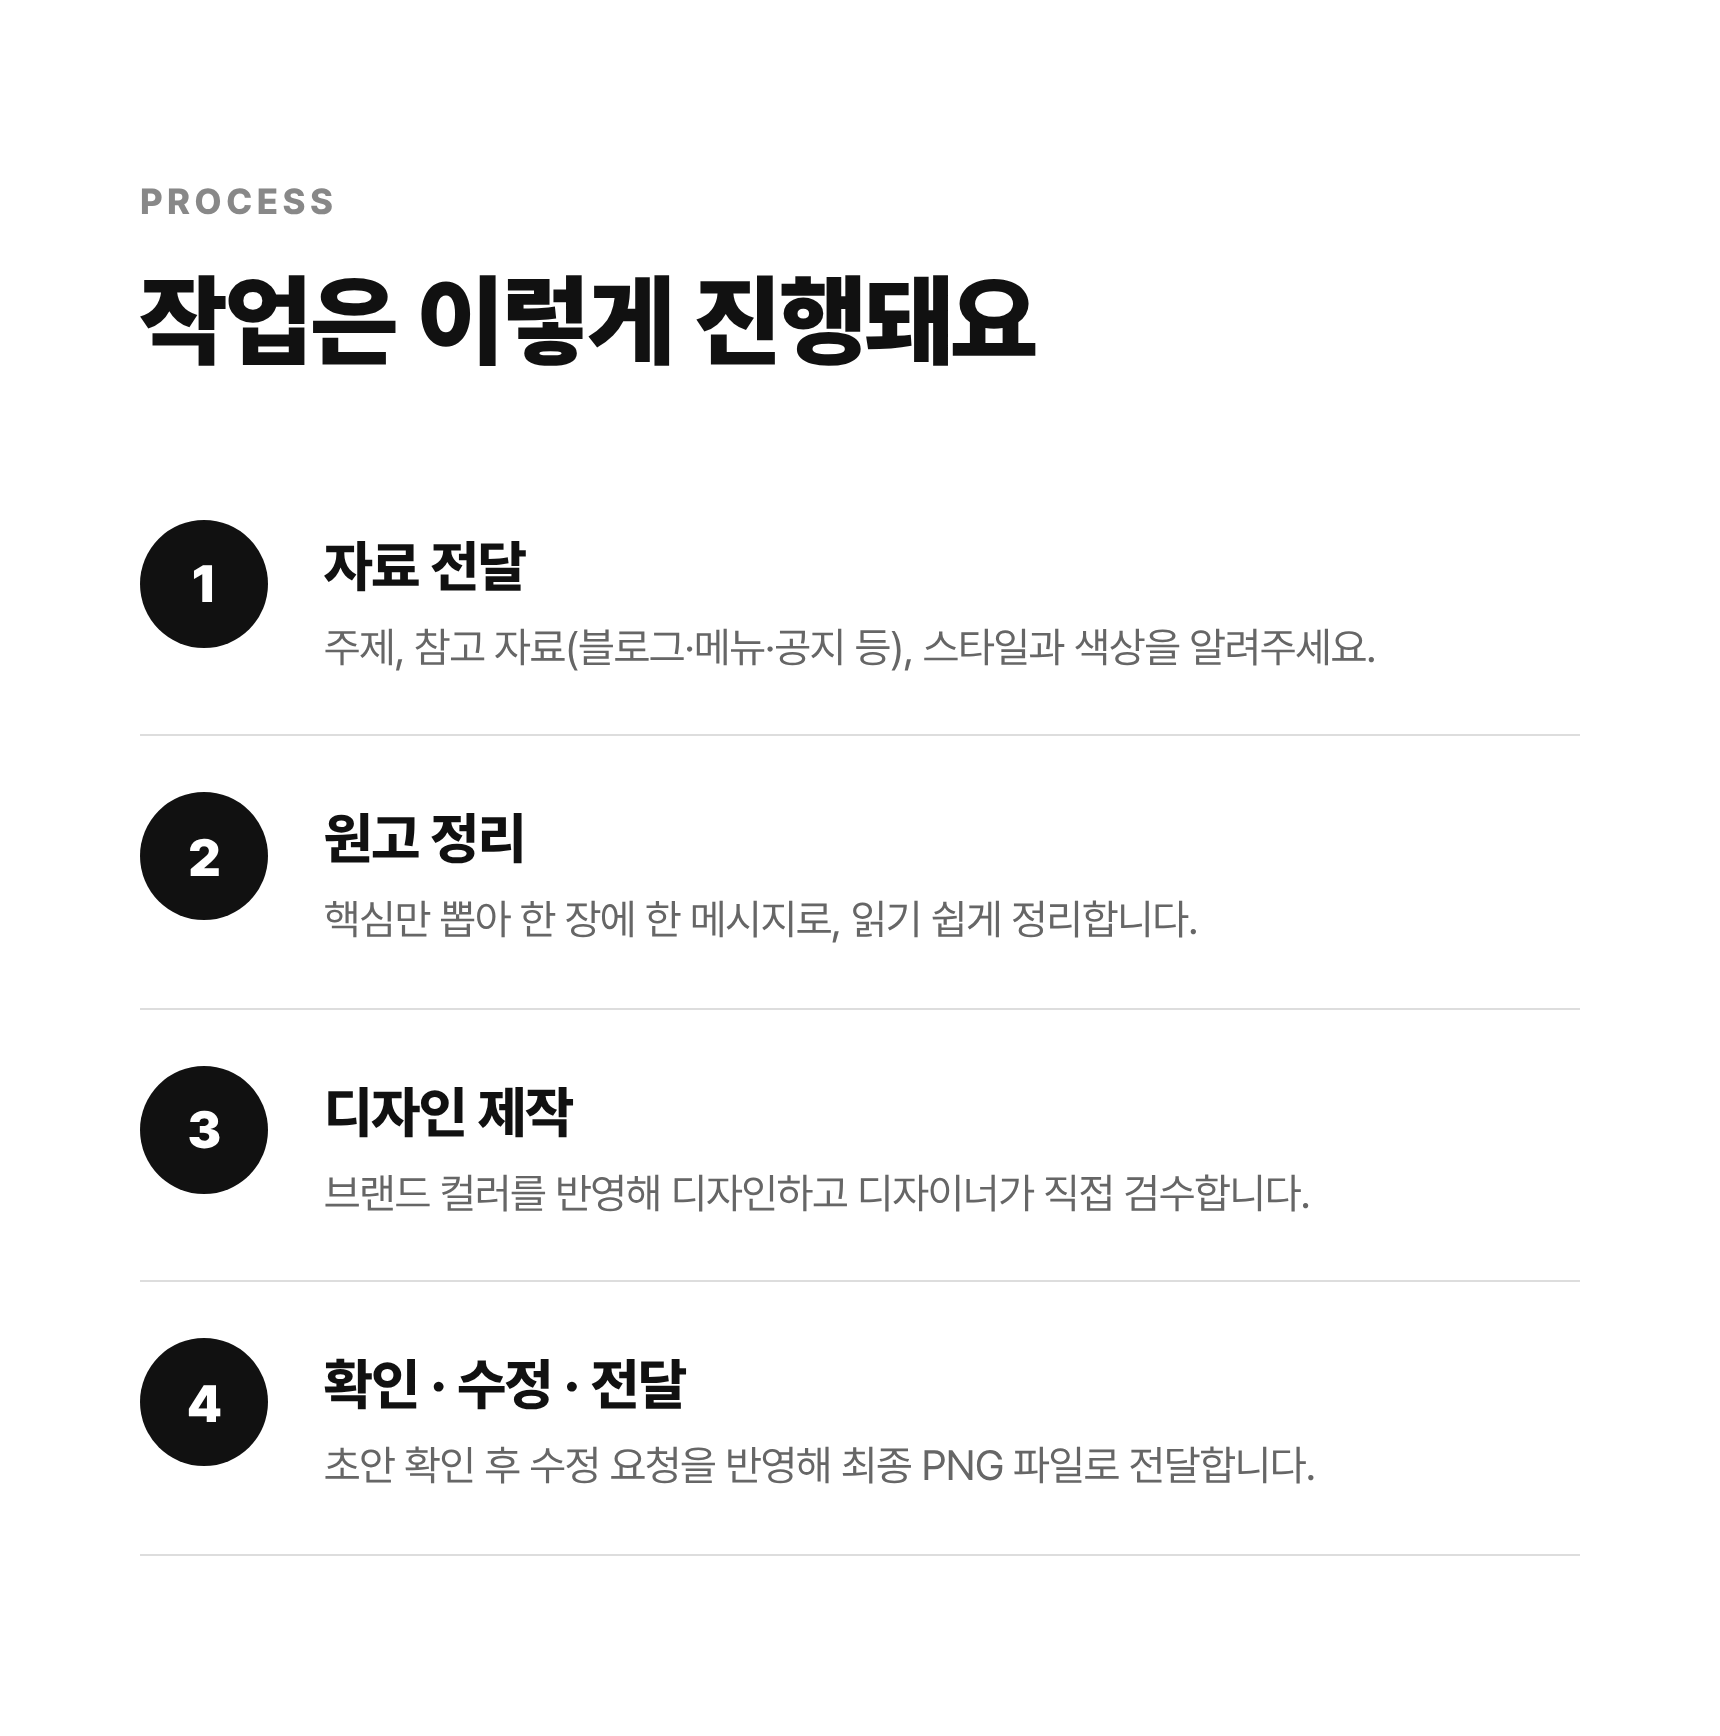 PROCESS
작업은 이렇게 진행돼요
1
자료 전달
주제, 참고 자료(블로그·메뉴·공지 등), 스타일과 색상을 알려주세요.
2
원고 정리
핵심만 뽑아 한 장에 한 메시지로, 읽기 쉽게 정리합니다.
3
디자인 제작
브랜드 컬러를 반영해 디자인하고 디자이너가 직접 검수합니다.
4
확인 · 수정 · 전달
초안 확인 후 수정 요청을 반영해 최종 PNG 파일로 전달합니다.